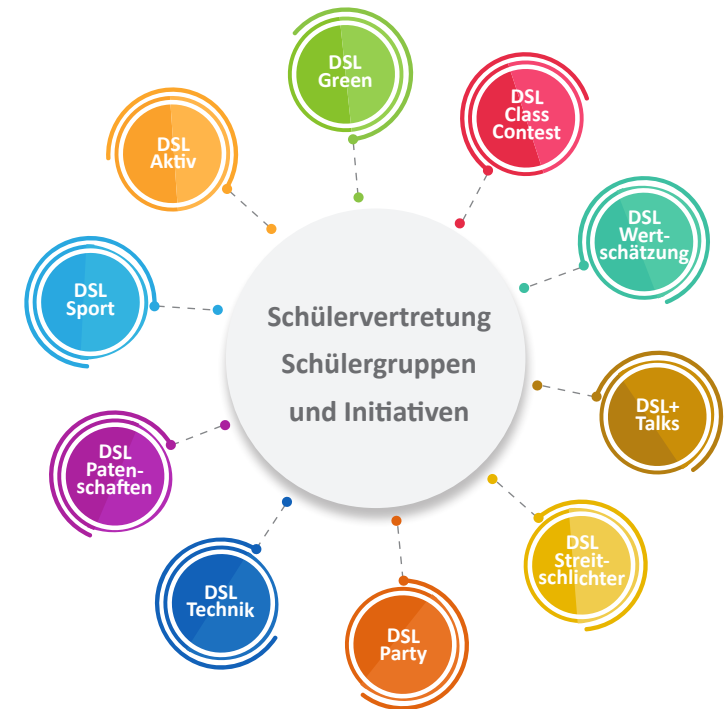 DSL
Green
DSL
Class
Contest
DSL
Wert-
schätzung
DSL+
Talks
DSL
Streit-
schlichter
DSL
Party
DSL
Technik
DSL
Paten-
schaften
DSL
Sport
DSL
Aktiv
Schülervertretung
Schülergruppen
und Initiativen